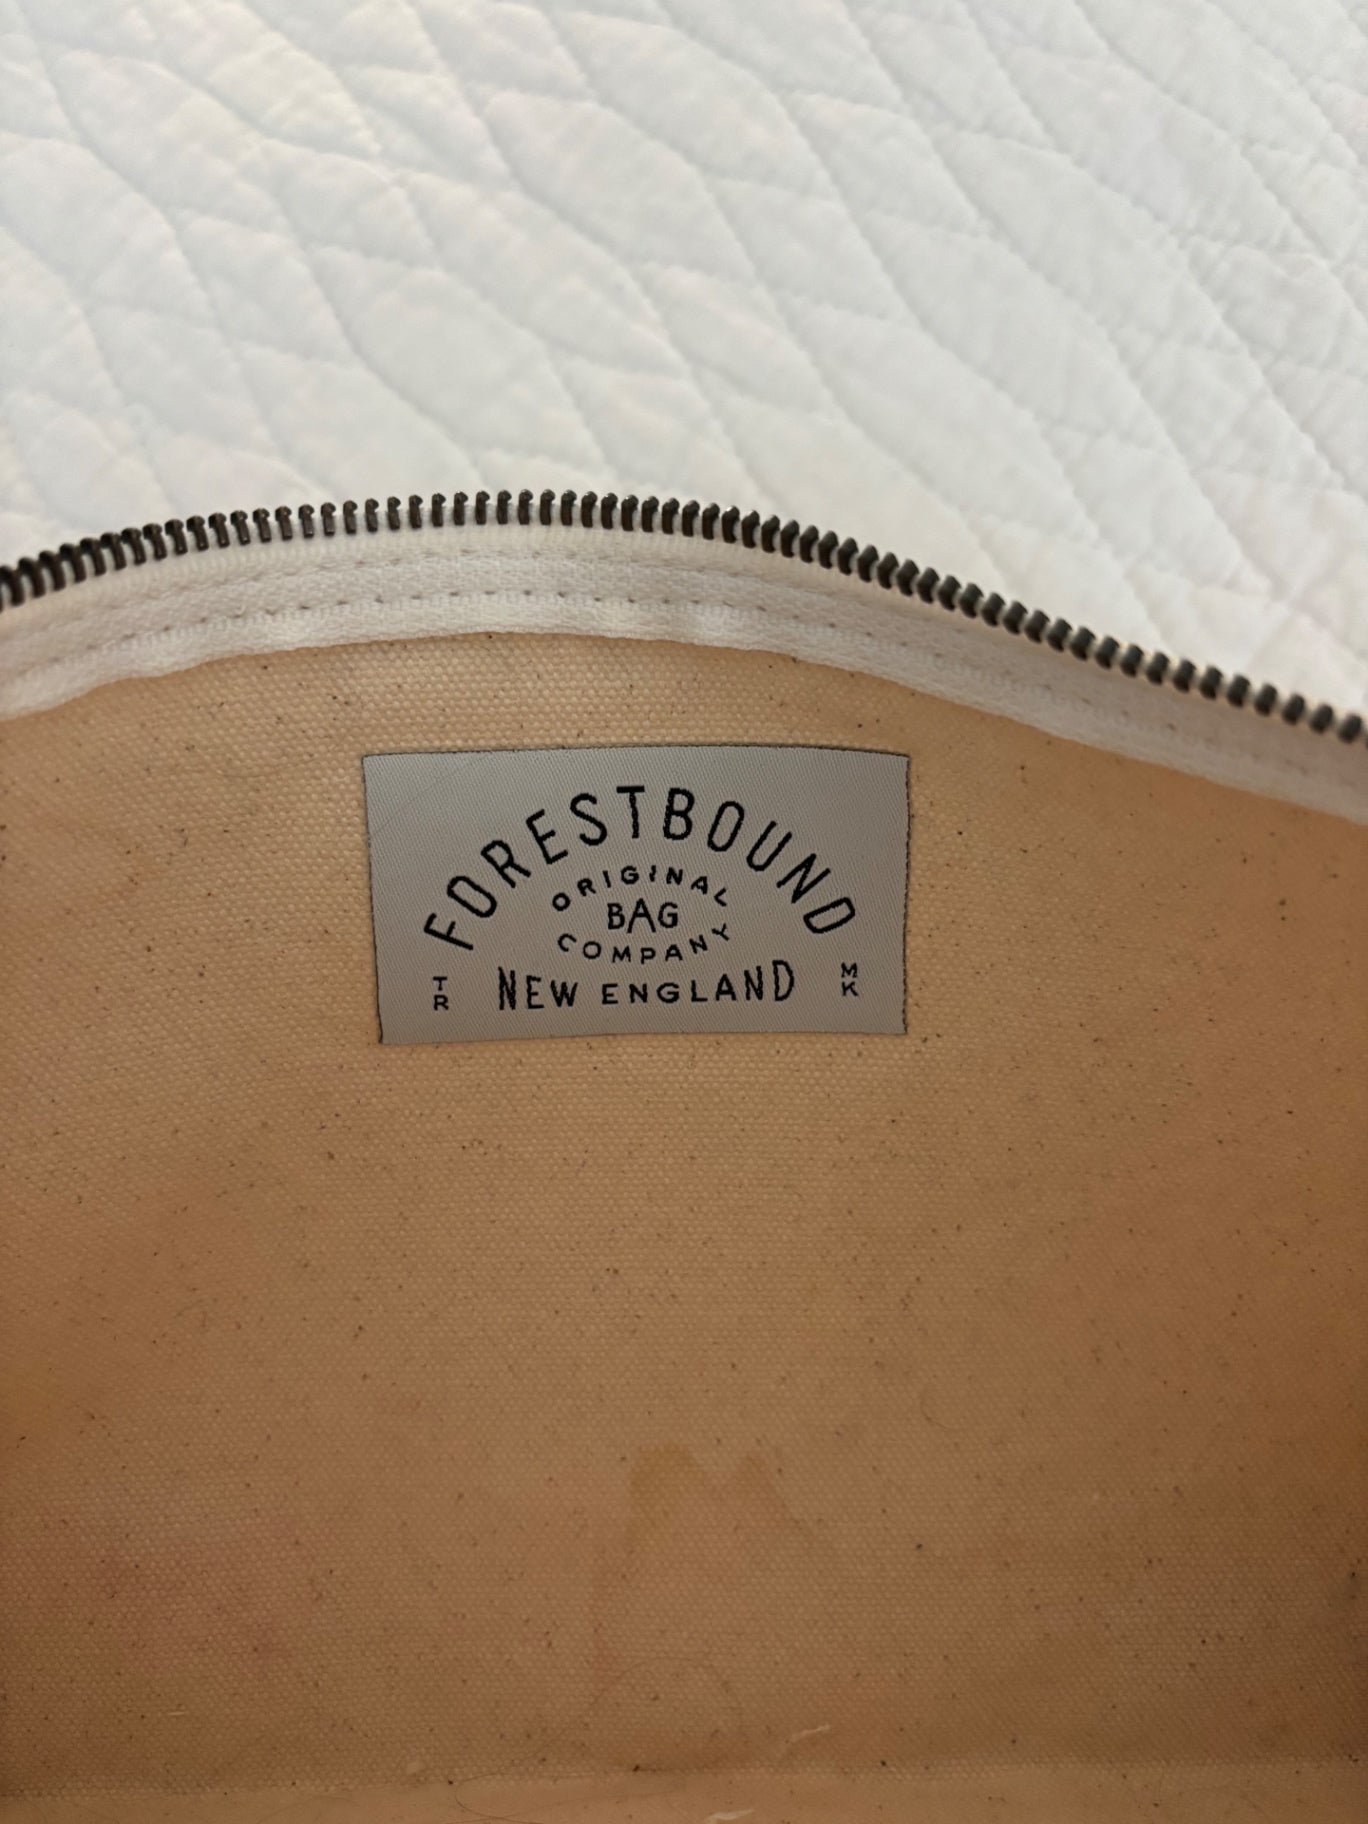 FORESTBOUND
ORIGINAL
BAG
COMPANY
NEW ENGLAND
TR
MK